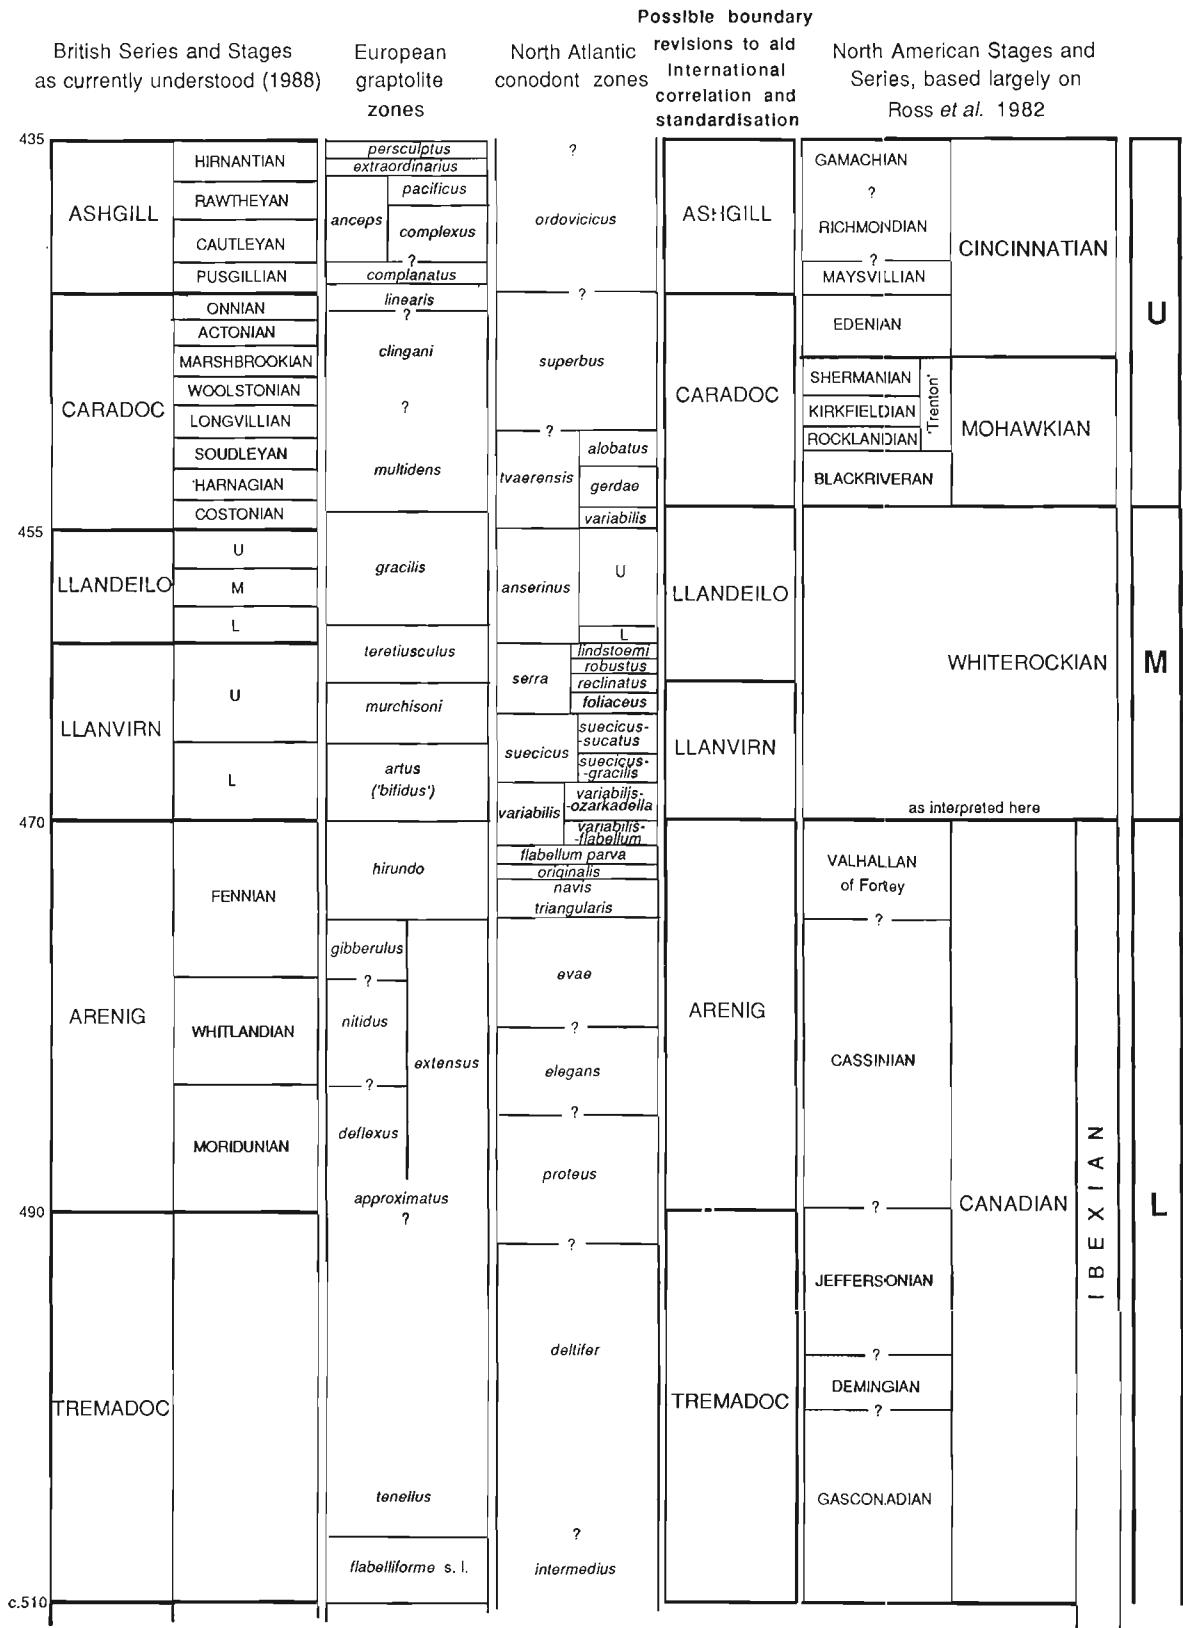 British Series and Stages
as currently understood (1988)
European
graptolite
zones
North Atlantic
conodont zones
Possible boundary
revisions to aid
International
correlation and
standardisation
North American Stages and
Series, based largely on
Ross et al. 1982
435
455
470
490
c.510
ASHGILL
HIRNANTIAN
RAWTHEYAN
CAUTLEYAN
PUSGILLIAN
CARADOC
ONNIAN
ACTONIAN
MARSHBROOKIAN
WOOLSTONIAN
LONGVILLIAN
SOUDLEYAN
HARNAGIAN
COSTONIAN
LLANDEILO
U
M
L
LLANVIRN
U
L
ARENIG
FENNIAN
WHITLANDIAN
MORIDUNIAN
TREMADOC
persculptus
extraordinarius
anceps
pacificus
complexus
?
complanatus
linearis
?
clingani
?
multidens
gracilis
teretiusculus
murchisoni
artus
('bifidus')
hirundo
gibberulus
?
nitidus
?
deflexus
extensus
approximatus
?
tenellus
flabelliforme s. l.
?
ordovicicus
?
superbus
?
tvaerensis
alobatus
gerdae
variabilis
anserinus
U
L
serra
lindstoemi
robustus
reclinatus
foliaceus
suecicus
suecicus-
-sucatus
suecicus-
-gracilis
variabilis
variabilis-
-ozarkadella
variabilis-
-flabellum
flabellum parva
originalis
navis
triangularis
evae
?
elegans
?
proteus
?
deltifer
?
intermedius
ASHGILL
CARADOC
LLANDEILO
LLANVIRN
ARENIG
TREMADOC
GAMACHIAN
?
RICHMONDIAN
?
MAYSVILLIAN
EDENIAN
CINCINNATIAN
SHERMANIAN
KIRKFIELDIAN
ROCKLANDIAN
'Trenton'
BLACKRIVERAN
MOHAWKIAN
WHITEROCKIAN
as interpreted here
VALHALLAN
of Fortey
?
CASSINIAN
?
JEFFERSONIAN
?
DEMINGIAN
?
GASCONADIAN
CANADIAN
IBEXIAN
U
M
L